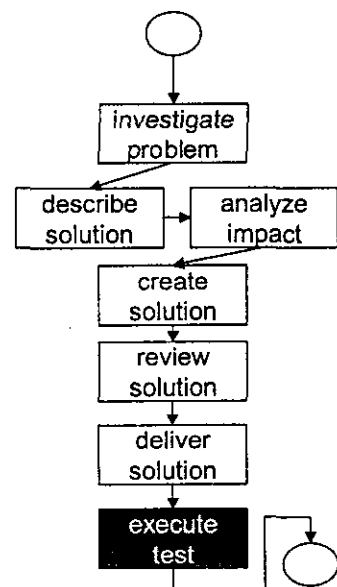 investigate
problem
describe
solution
analyze
impact
create
solution
review
solution
deliver
solution
execute
test